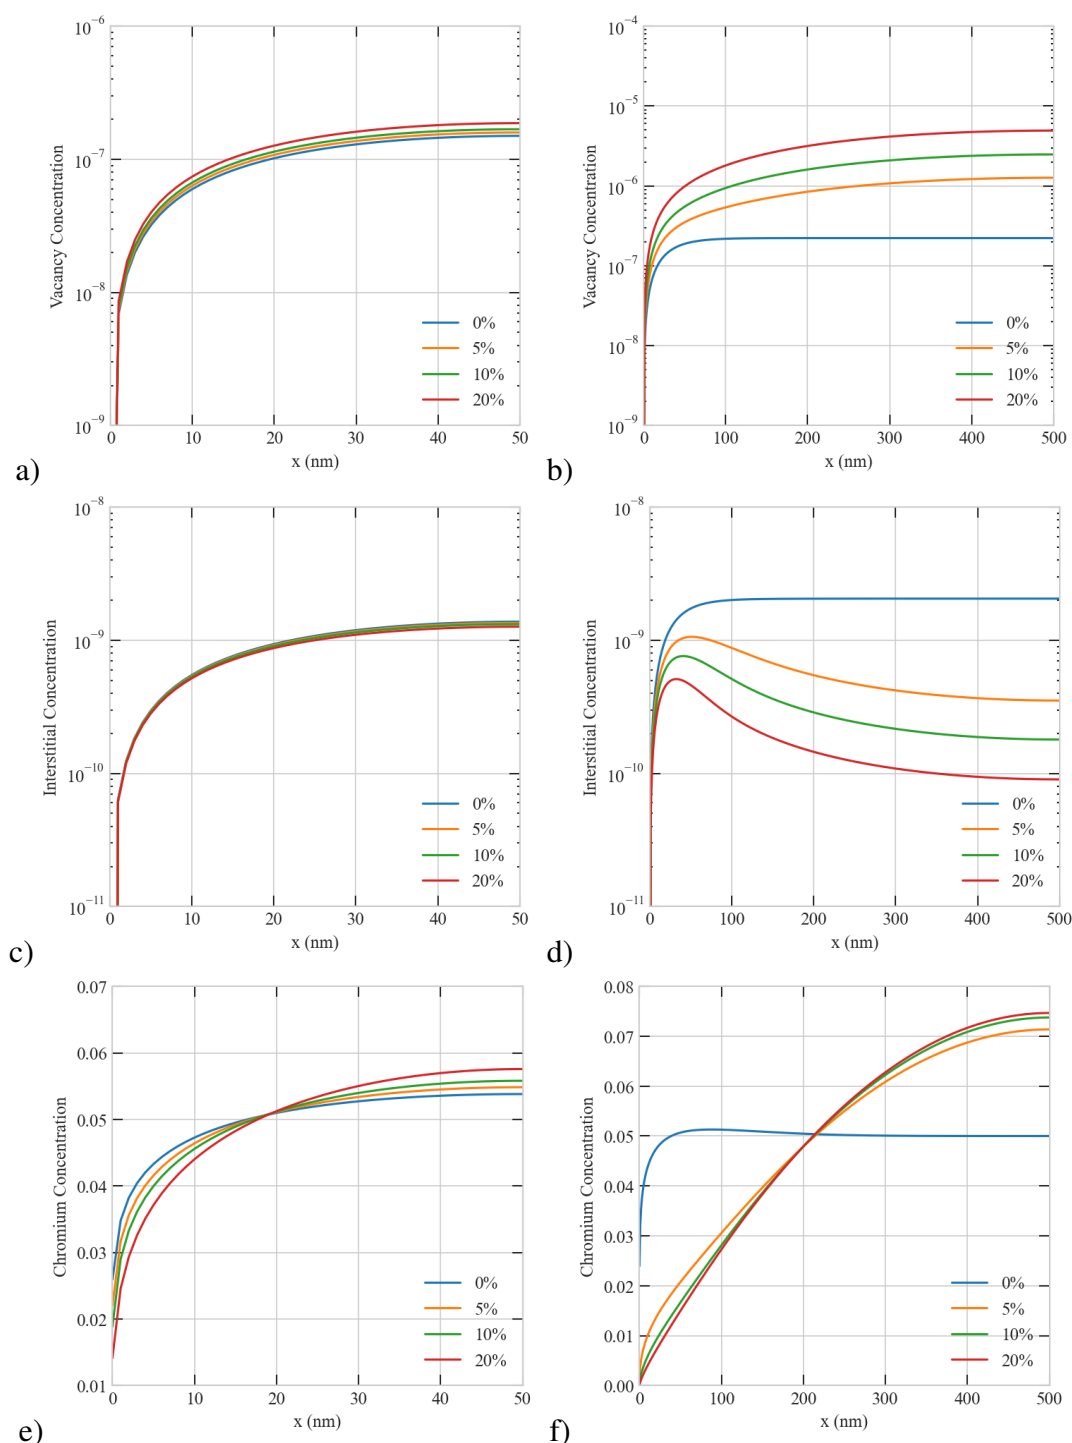 10⁻⁶
10⁻⁷
10⁻⁸
10⁻⁹
Vacancy Concentration
0%
5%
10%
20%
0 10 20 30 40 50
x (nm)
a)
10⁻⁴
10⁻⁵
10⁻⁶
10⁻⁷
10⁻⁸
10⁻⁹
Vacancy Concentration
0%
5%
10%
20%
0 100 200 300 400 500
x (nm)
b)
10⁻⁸
10⁻⁹
10⁻¹⁰
10⁻¹¹
Interstitial Concentration
0%
5%
10%
20%
0 10 20 30 40 50
x (nm)
c)
10⁻⁸
10⁻⁹
10⁻¹⁰
10⁻¹¹
Interstitial Concentration
0%
5%
10%
20%
0 100 200 300 400 500
x (nm)
d)
0.07
0.06
0.05
0.04
0.03
0.02
0.01
Chromium Concentration
0%
5%
10%
20%
0 10 20 30 40 50
x (nm)
e)
0.08
0.07
0.06
0.05
0.04
0.03
0.02
0.01
0.00
Chromium Concentration
0%
5%
10%
20%
0 100 200 300 400 500
x (nm)
f)